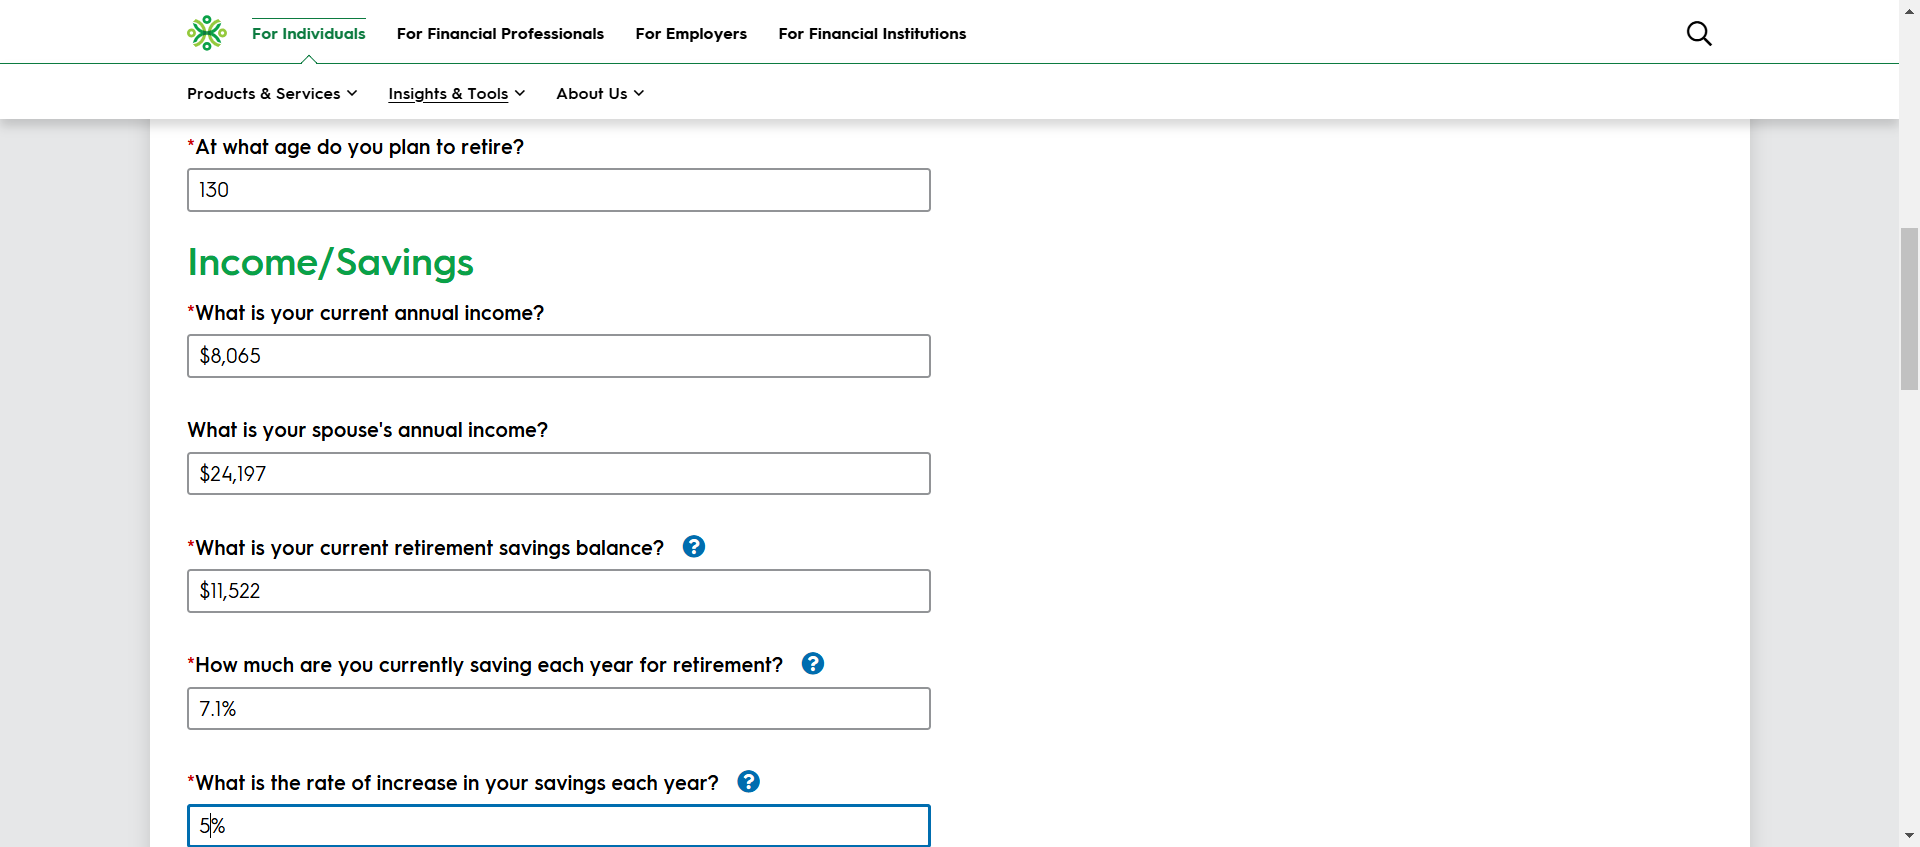 For Individuals For Financial Professionals For Employers For Financial Institutions
Products & Services Insights & Tools About Us
*At what age do you plan to retire?
130
Income/Savings
*What is your current annual income?
$8,065
What is your spouse's annual income?
$24,197
*What is your current retirement savings balance? ?
$11,522
*How much are you currently saving each year for retirement? ?
7.1%
*What is the rate of increase in your savings each year? ?
5%